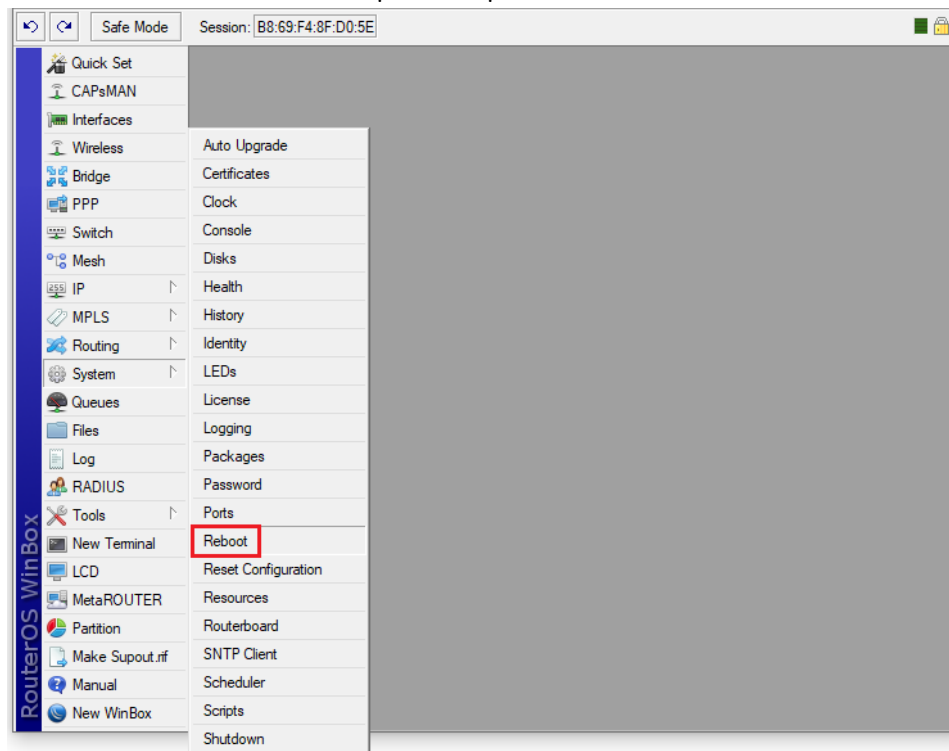 Safe Mode Session: B8:69:F4:8F:D0:5E
Quick Set
CAPsMAN
Interfaces
Wireless
Bridge
PPP
Switch
Mesh
255 IP
MPLS
Routing
System
Queues
Files
Log
RADIUS
Tools
New Terminal
LCD
MetaROUTER
Partition
Make Supout.rif
Manual
New WinBox
RouterOS WinBox
Auto Upgrade
Certificates
Clock
Console
Disks
Health
History
Identity
LEDs
License
Logging
Packages
Password
Ports
Reboot
Reset Configuration
Resources
Routerboard
SNTP Client
Scheduler
Scripts
Shutdown